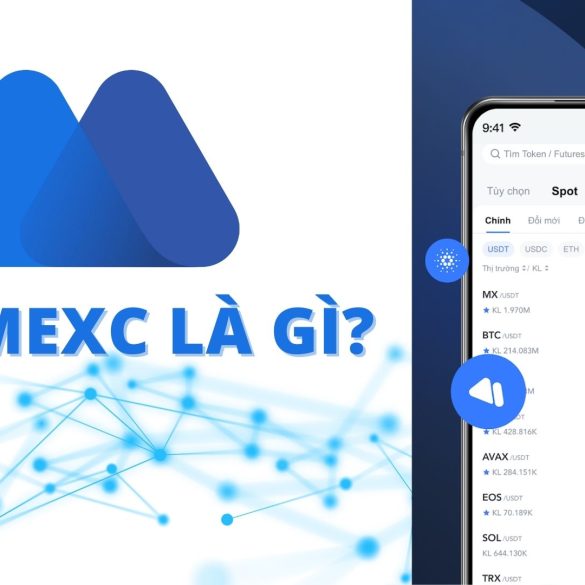 MEXC LÀ GÌ?
9:41
Tìm Token / Futures
Tùy chọn Spot
Chính Đổi mới
USDT USDC ETH
Thị trường / KL
MX /USDT
KL 1.970M
BTC /USDT
KL 214.083M
/USDT
KL 428.816K
AVAX /USDT
KL 284.151K
EOS /USDT
KL 70.189K
SOL /USDT
KL 644.130K
TRX /USDT